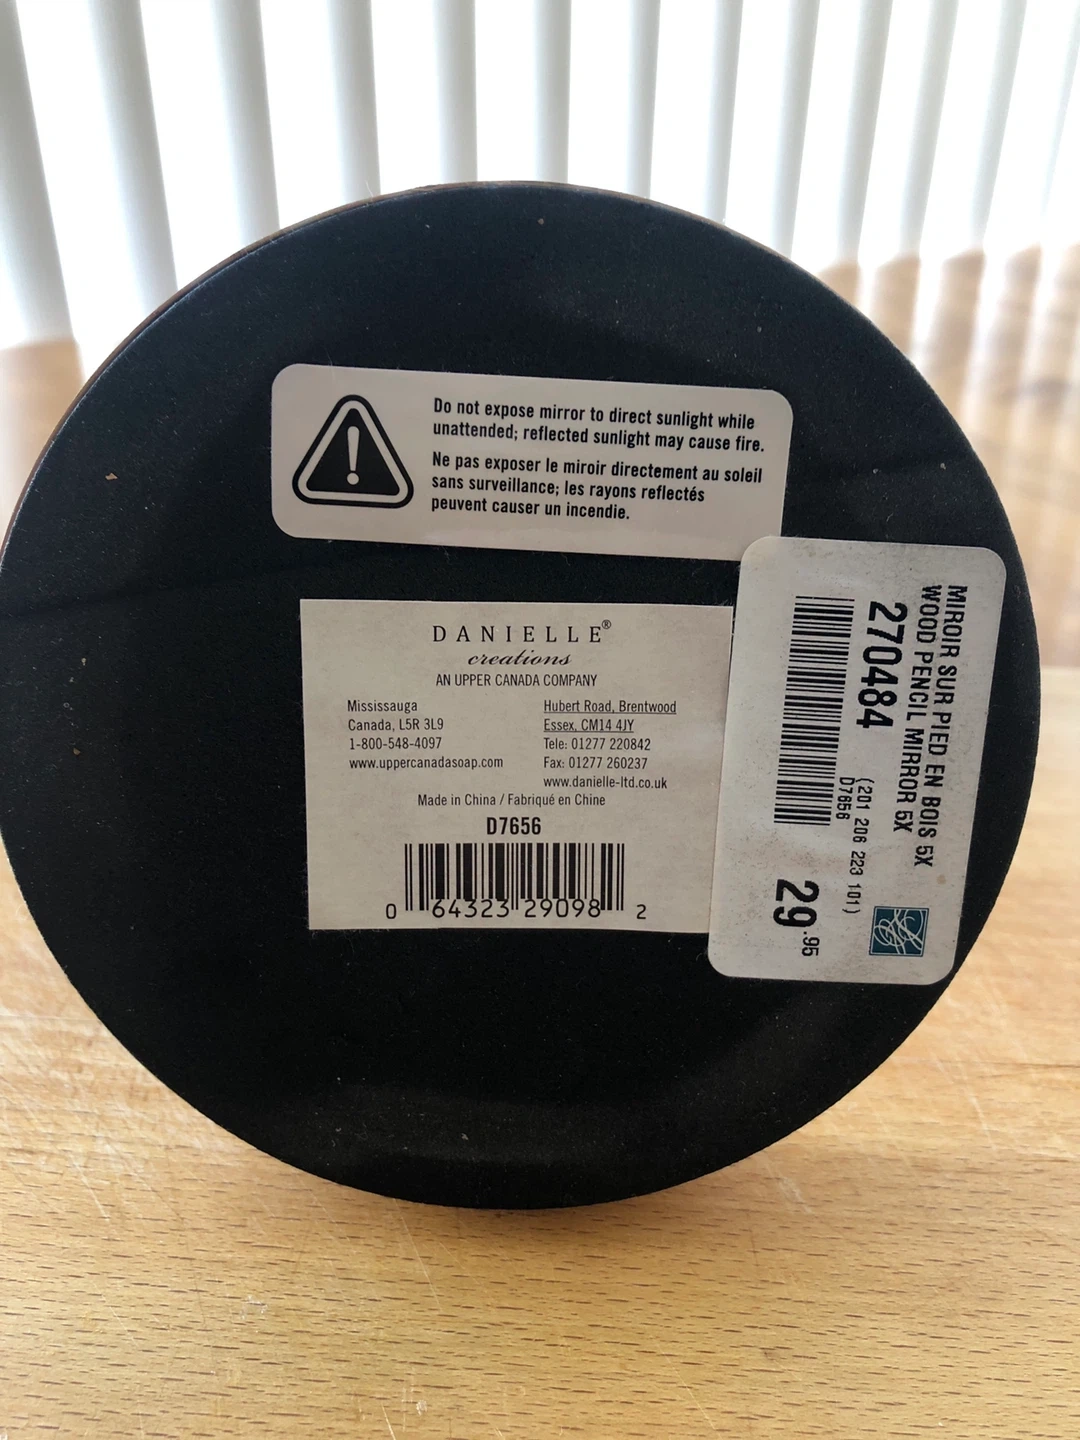 Do not expose mirror to direct sunlight while
unattended; reflected sunlight may cause fire.
Ne pas exposer le miroir directement au soleil
sans surveillance; les rayons reflectés
peuvent causer un incendie.
DANIELLE®
creations
AN UPPER CANADA COMPANY
Mississauga
Canada, L5R 3L9
1-800-548-4097
www.uppercanadasoap.com
Hubert Road, Brentwood
Essex, CM14 4JY
Tele: 01277 220842
Fax: 01277 260237
www.danielle-ltd.co.uk
Made in China / Fabriqué en Chine
D7656
0 64323 29098 2
MIROIR SUR PIED EN BOIS 5X
WOOD PENCIL MIRROR 5X
270484
(201 206 223 101)
D7656
29.95